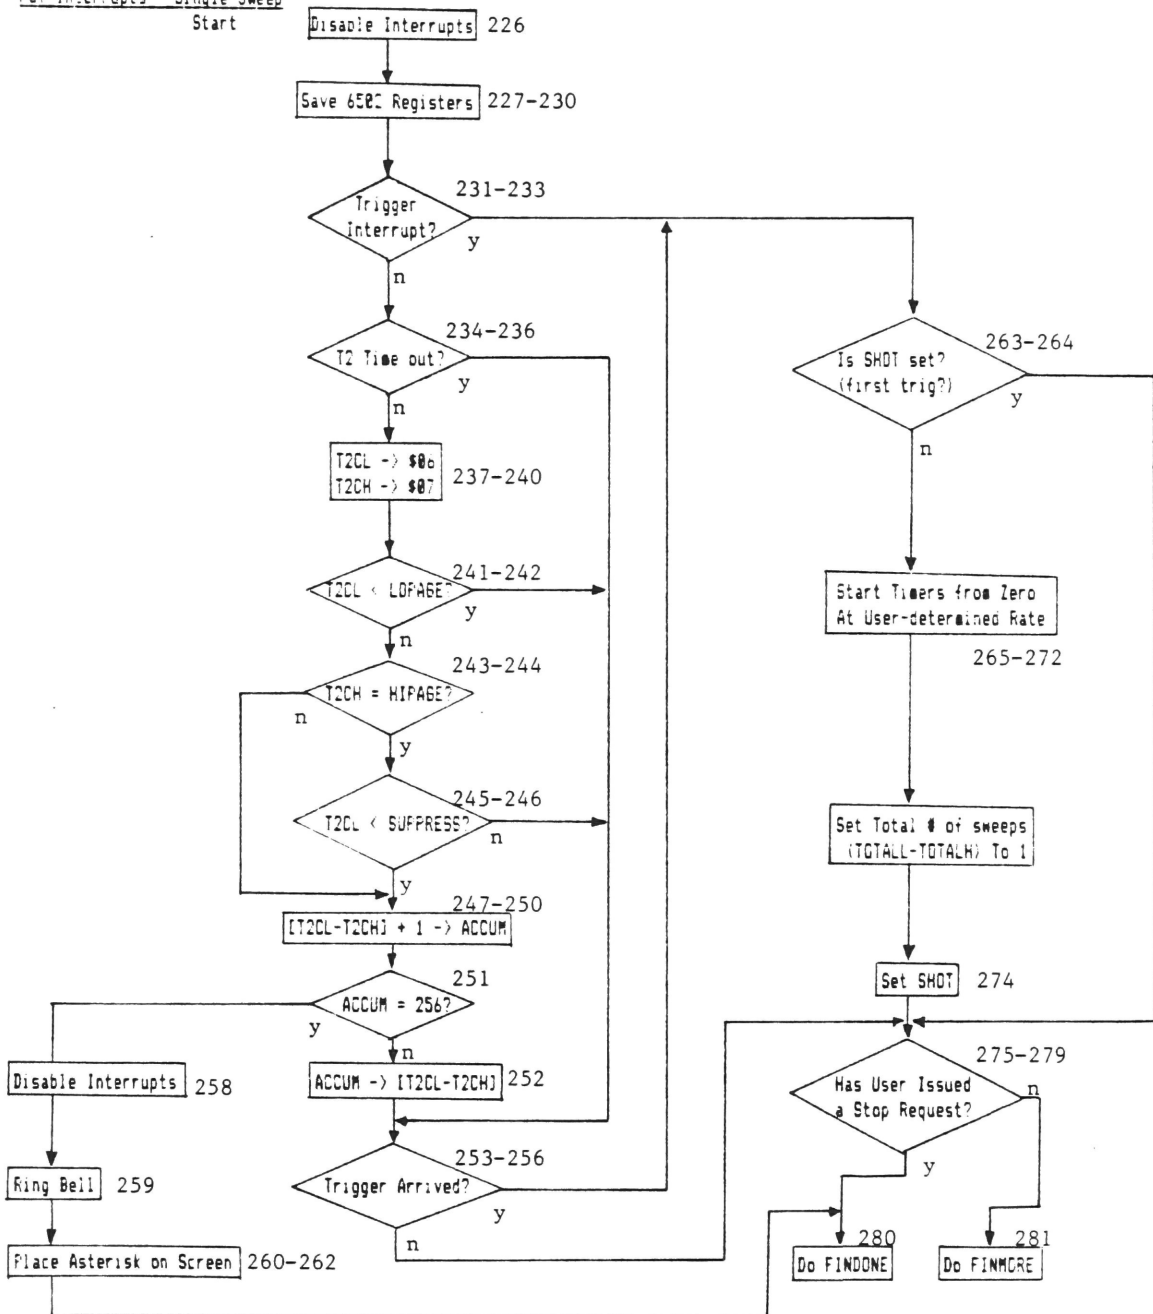 For Interrupts - Single Sweep
Start
Disable Interrupts 226
Save 6502 Registers 227-230
231-233
Trigger
Interrupt?
y
n
234-236
T2 Time out?
y
n
T2CL -> $06
T2CH -> $07
237-240
241-242
T2CL < LOPAGE?
y
n
243-244
T2CH = HIPAGE?
n
y
245-246
T2CL < SUPPRESS?
n
y
247-250
[T2CL-T2CH] + 1 -> ACCUM
251
ACCUM = 256?
y
n
ACCUM -> [T2CL-T2CH] 252
253-256
Trigger Arrived?
y
n
Disable Interrupts 258
Ring Bell 259
Place Asterisk on Screen 260-262
263-264
Is SHOT set?
(first trig?)
y
n
Start Timers from Zero
At User-determined Rate
265-272
Set Total # of sweeps
(TOTALL-TOTALH) To 1
Set SHOT 274
275-279
Has User Issued
a Stop Request?
n
y
280
Do FINDONE
281
Do FINMORE